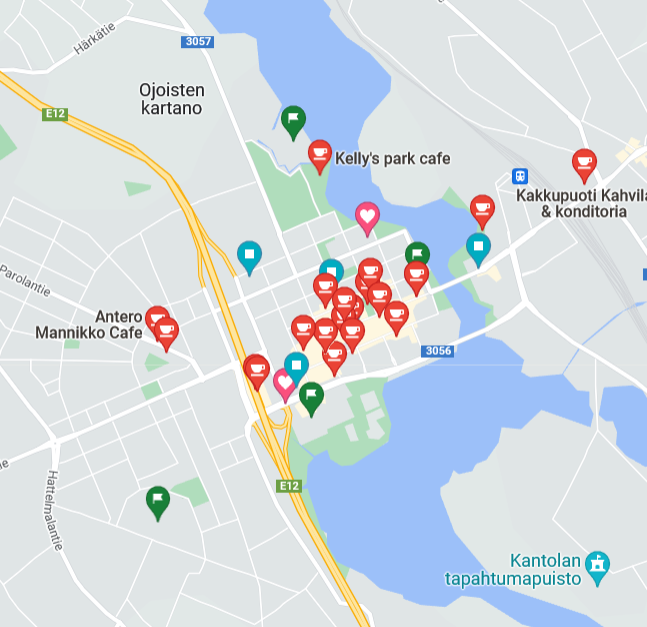 Härkätie
3057
Ojoisten
kartano
E12
Kelly's park cafe
Kakkupuoti Kahvila
& konditoria
Parolantie
Antero
Mannikko Cafe
3056
E12
Hattelmalantie
Kantolan
tapahtumapuisto